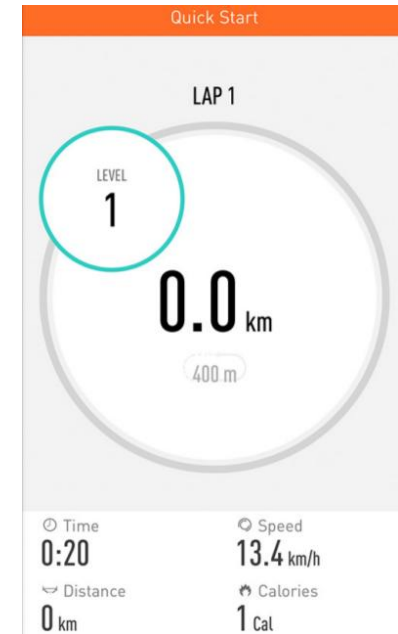 Quick Start
LAP 1
LEVEL
1
0.0 km
400 m
Time
0:20
Speed
13.4 km/h
Distance
0 km
Calories
1 Cal